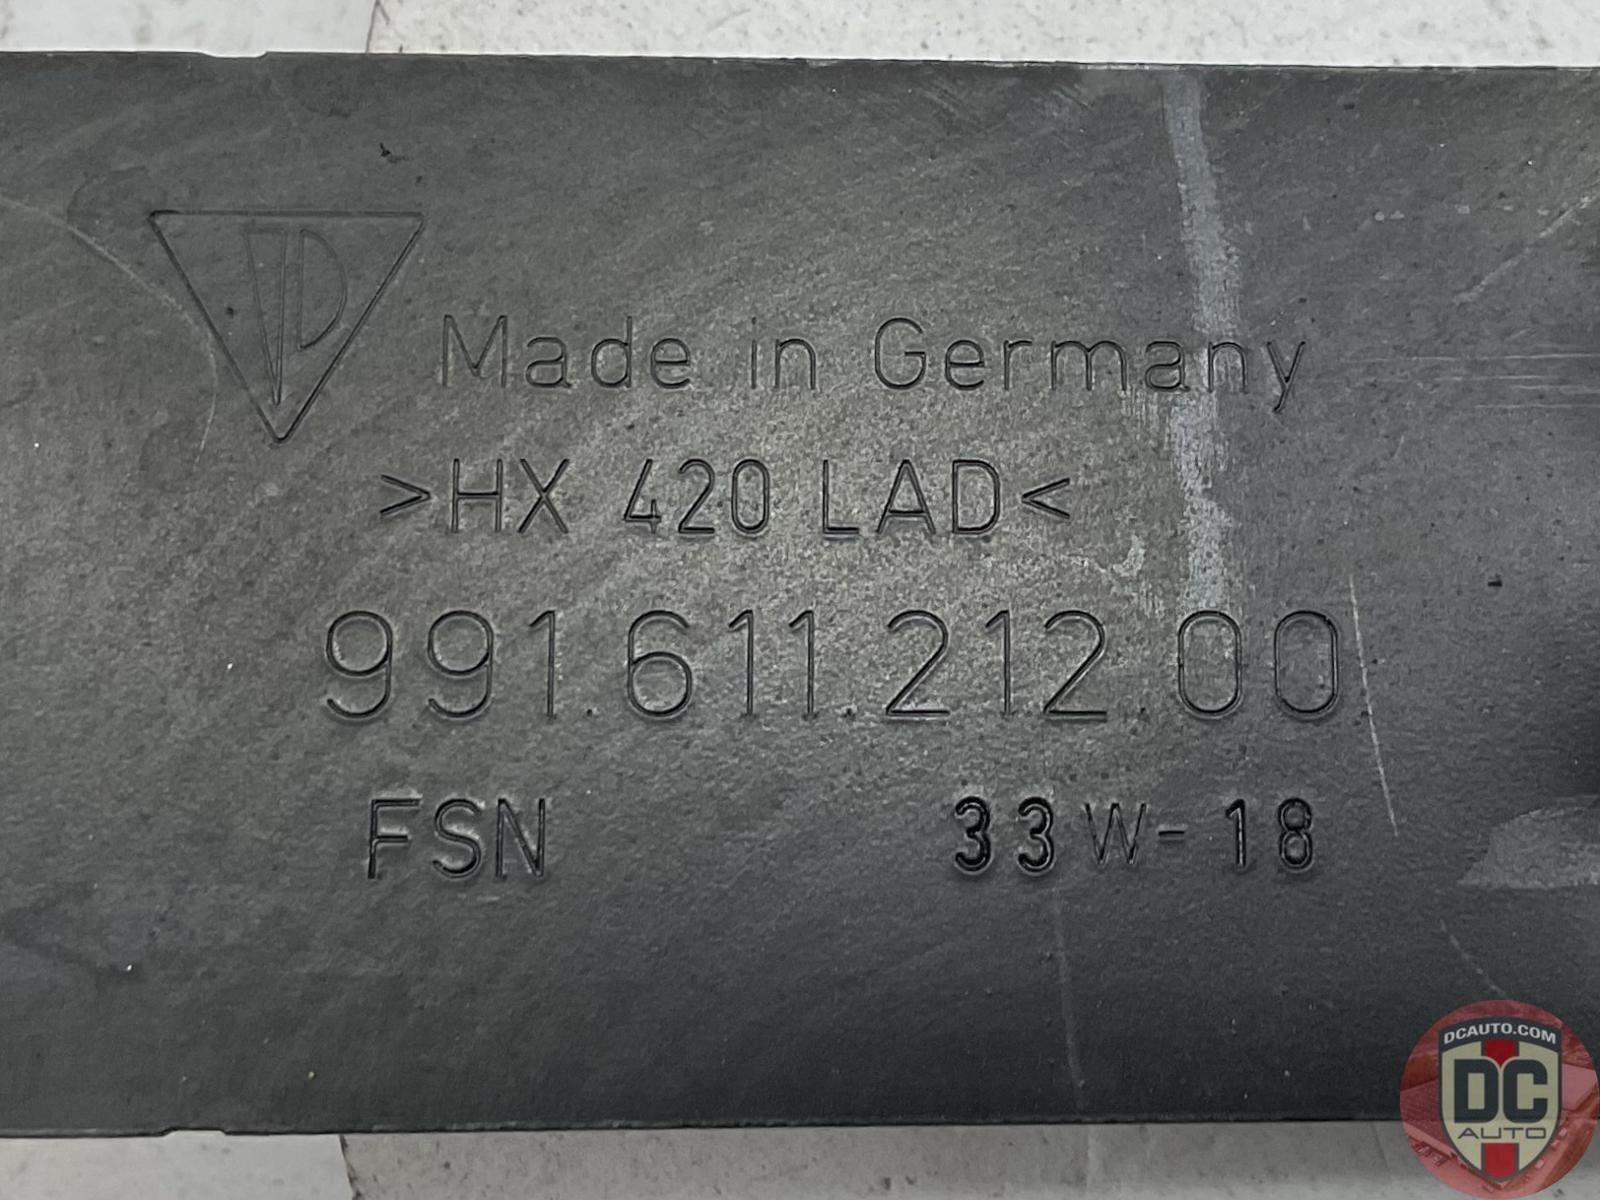 Made in Germany
>HX 420 LAD<
991.611.212.00
FSN 33W-18
DCAUTO.COM
DC
AUTO